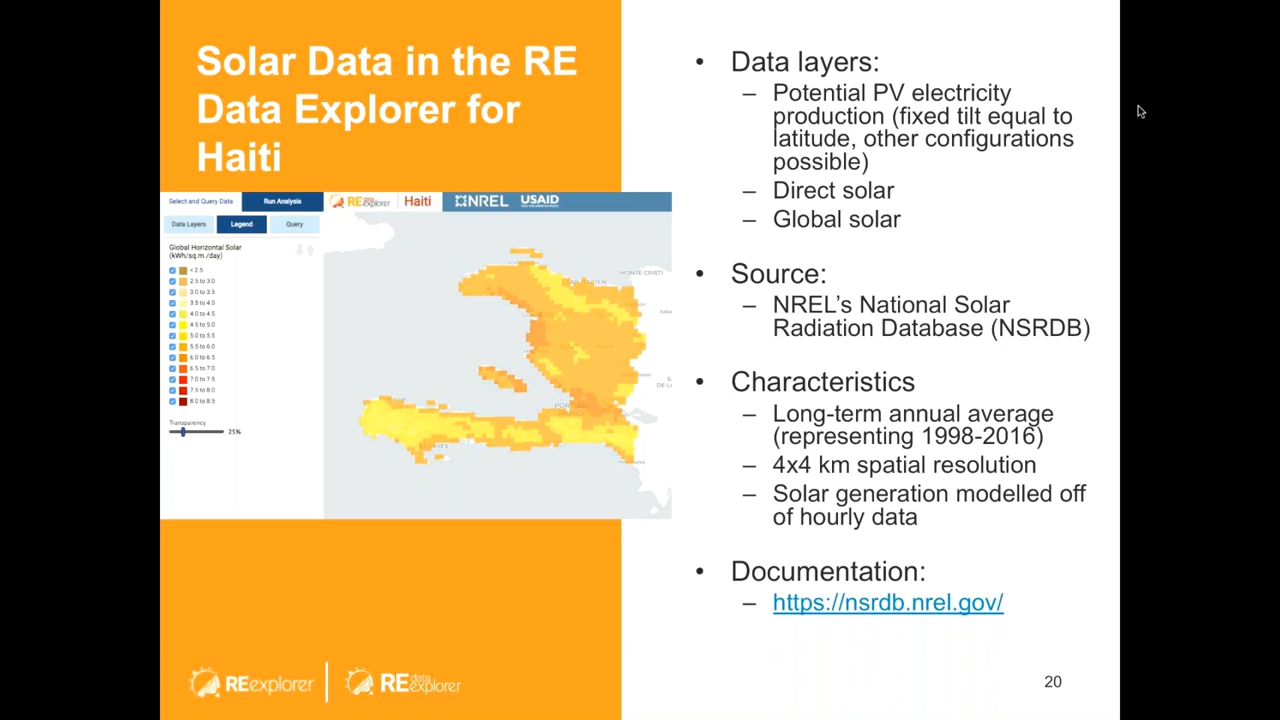 Solar Data in the RE
Data Explorer for
Haiti
Select and Query Data
Run Analysis
RE data explorer
Haiti
NREL
USAID
Data Layers
Legend
Query
Global Horizontal Solar
(kWh/sq.m./day)
< 2.5
2.5 to 3.0
3.0 to 3.5
3.5 to 4.0
4.0 to 4.5
4.5 to 5.0
5.0 to 5.5
5.5 to 6.0
6.0 to 6.5
6.5 to 7.0
7.0 to 7.5
7.5 to 8.0
8.0 to 8.5
Transparency
25%
MONTE CRISTI
• Data layers:
– Potential PV electricity
production (fixed tilt equal to
latitude, other configurations
possible)
– Direct solar
– Global solar
• Source:
– NREL’s National Solar
Radiation Database (NSRDB)
• Characteristics
– Long-term annual average
(representing 1998-2016)
– 4x4 km spatial resolution
– Solar generation modelled off
of hourly data
• Documentation:
– https://nsrdb.nrel.gov/
REexplorer
RE data explorer
20